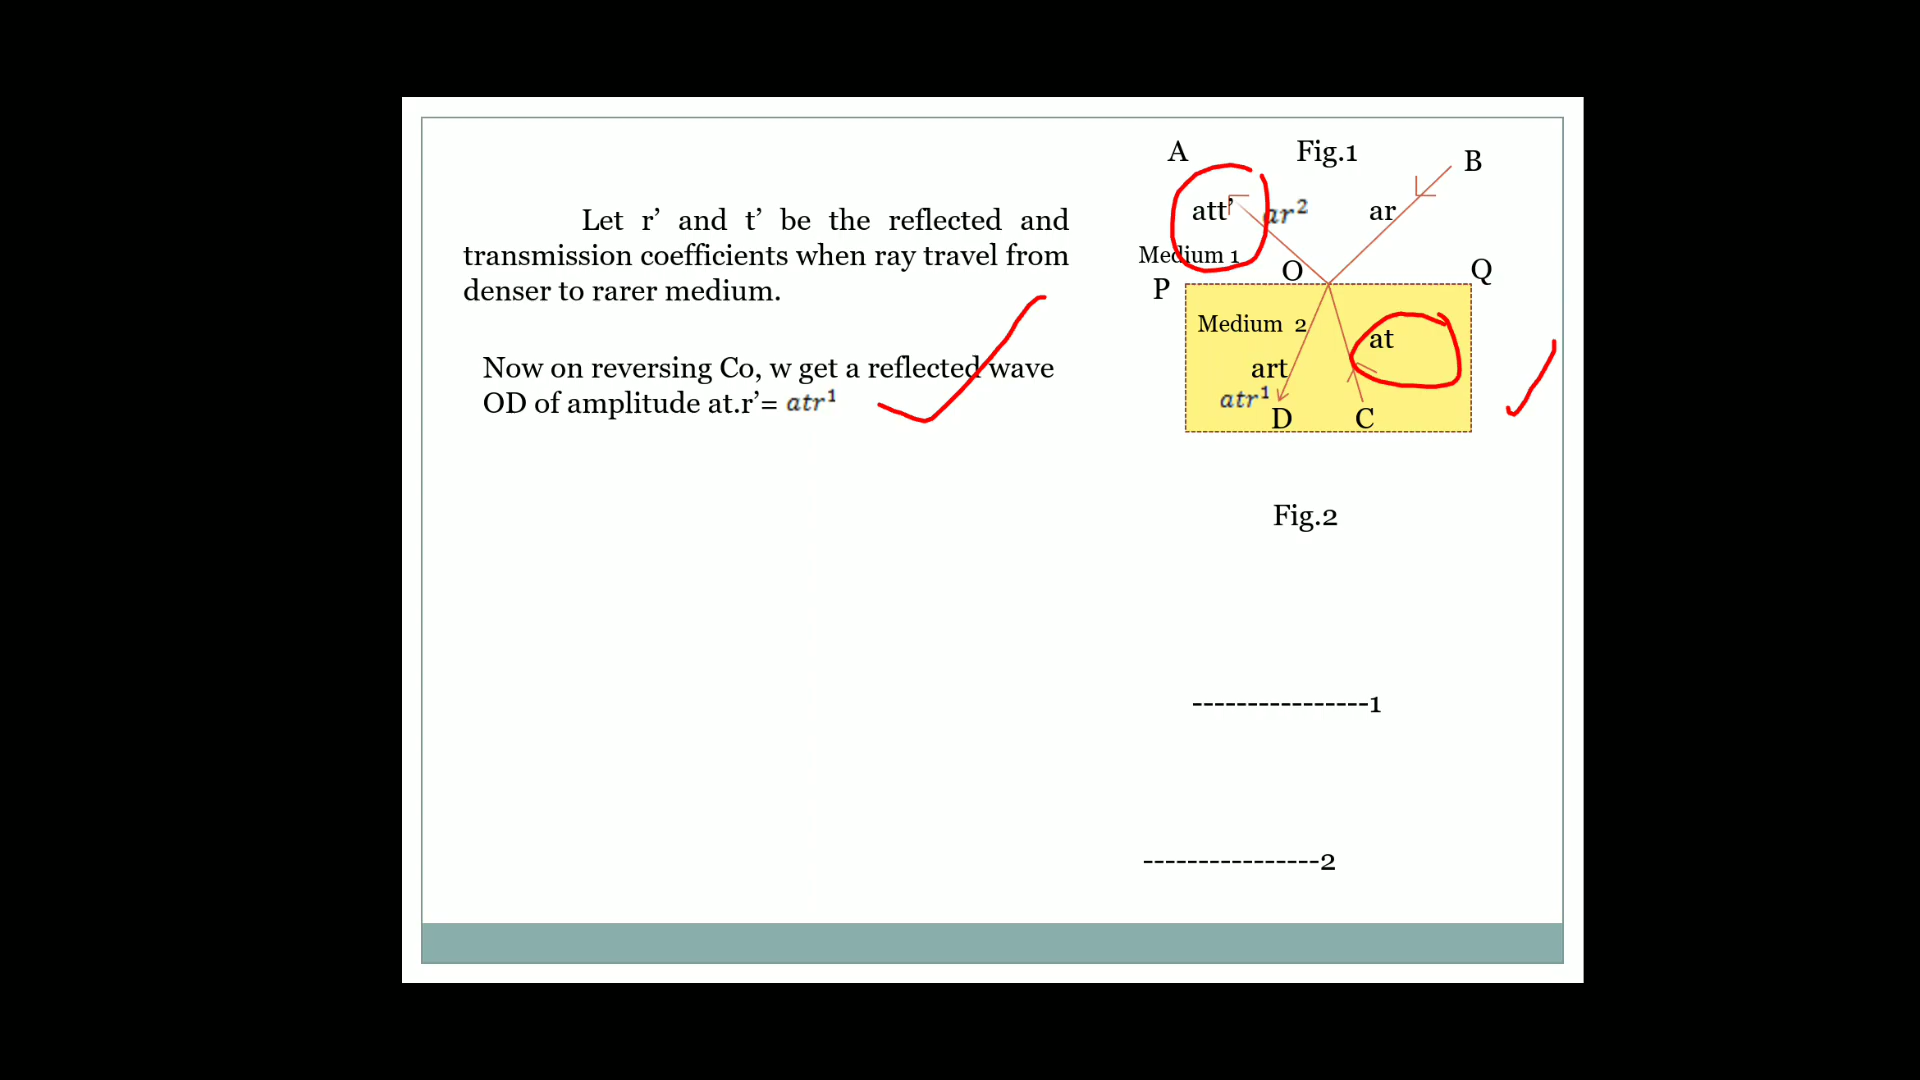 A
Fig.1
B
Let r’ and t’ be the reflected and
transmission coefficients when ray travel from
denser to rarer medium.
att’
ar²
ar
Medium 1
O
Q
P
Medium 2
at
art
atr¹
D
C
Now on reversing Co, w get a reflected wave
OD of amplitude at.r’= atr¹
Fig.2
----------------1
----------------2